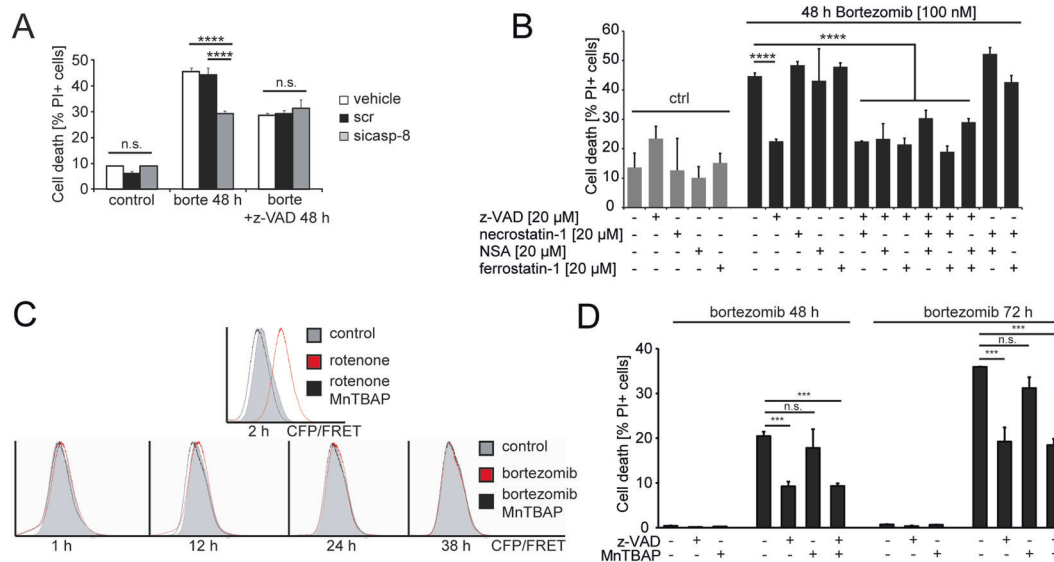 A
Cell death [% PI+ cells]
60
50
40
30
20
10
0
n.s.
****
****
n.s.
vehicle
scr
sicasp-8
control
borte 48 h
borte
+z-VAD 48 h
B
48 h Bortezomib [100 nM]
Cell death [% PI+ cells]
60
50
40
30
20
10
0
ctrl
****
****
z-VAD [20 µM] - + - - - - + - - - + + + + + + - -
necrostatin-1 [20 µM] - - + - - - - + - - + - - + + - + +
NSA [20 µM] - - - + - - - - + - - + - + - + + -
ferrostatin-1 [20 µM] - - - - + - - - - + - - + - + + - +
C
control
rotenone
rotenone
MnTBAP
2 h CFP/FRET
control
bortezomib
bortezomib
MnTBAP
1 h 12 h 24 h 38 h CFP/FRET
D
bortezomib 48 h bortezomib 72 h
Cell death [% PI+ cells]
40
30
20
10
0
***
n.s.
***
***
n.s.
***
z-VAD - + - - + - + - + - - + - +
MnTBAP - - + - - + + - - + - - + +